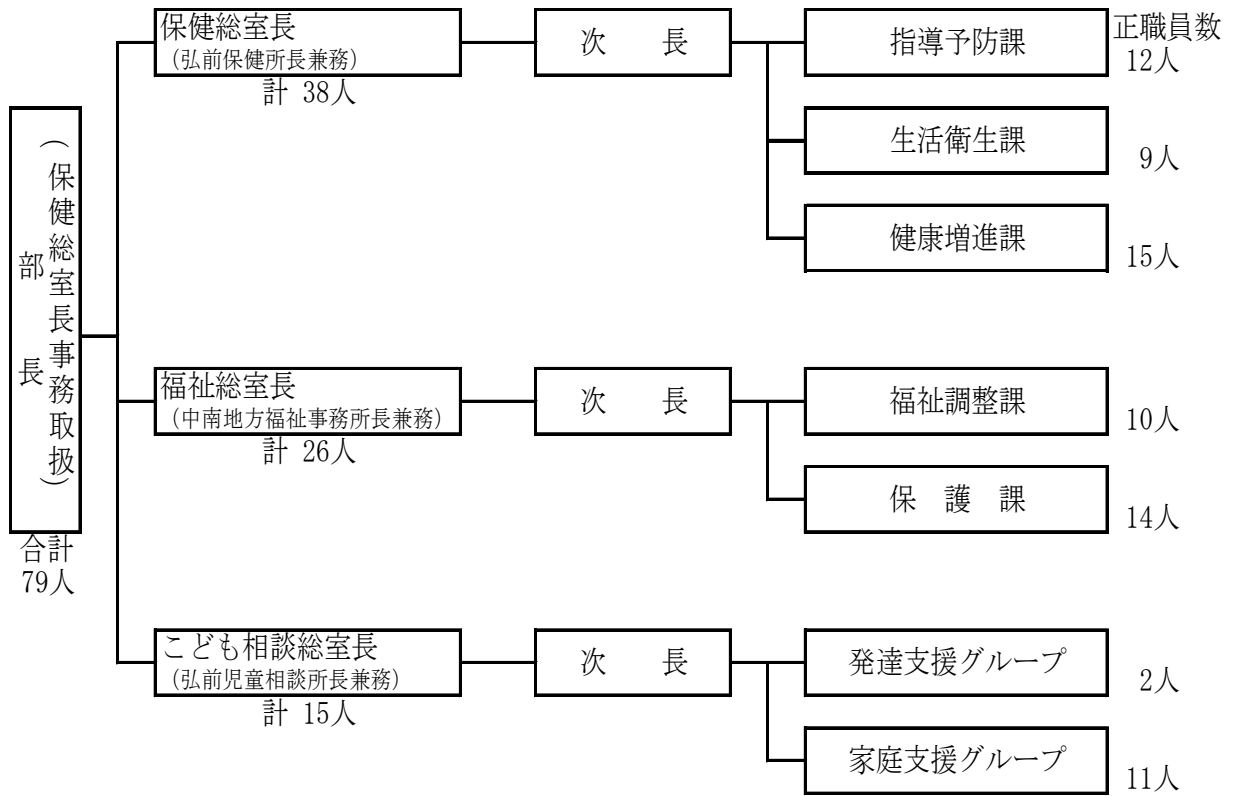 部　　長
（保健総室長事務取扱）
合計
79人
保健総室長
（弘前保健所長兼務）
計 38人
次　　長
正職員数
指導予防課
12人
生活衛生課
9人
健康増進課
15人
福祉総室長
（中南地方福祉事務所長兼務）
計 26人
次　　長
福祉調整課
10人
保　護　課
14人
こども相談総室長
（弘前児童相談所長兼務）
計 15人
次　　長
発達支援グループ
2人
家庭支援グループ
11人